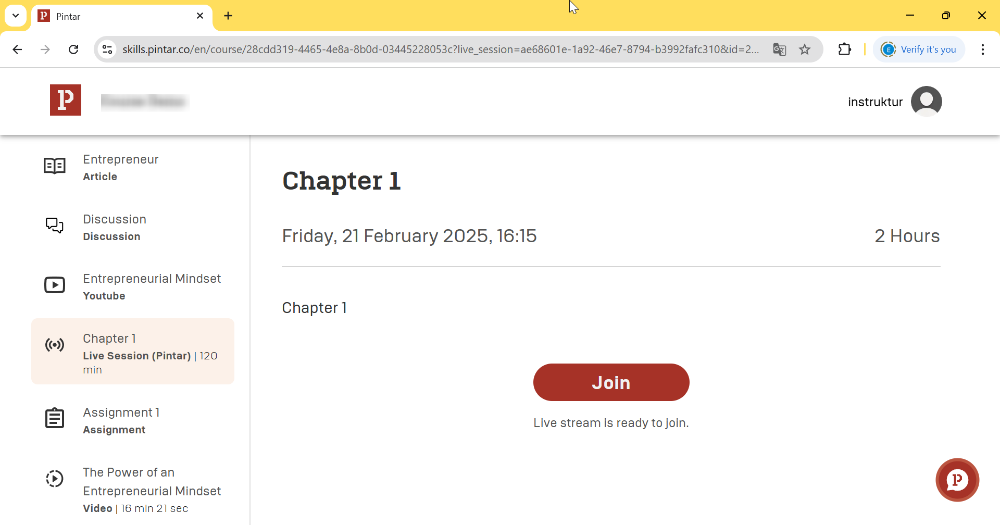 Pintar
skills.pintar.co/en/course/28cdd319-4465-4e8a-8b0d-03445228053c?live_session=ae68601e-1a92-46e7-8794-b3992fafc310&id=2...
E
Verify it's you
P
instruktur
Entrepreneur
Article
Discussion
Discussion
Entrepreneurial Mindset
Youtube
Chapter 1
Live Session (Pintar) | 120
min
Assignment 1
Assignment
The Power of an
Entrepreneurial Mindset
Video | 16 min 21 sec
Chapter 1
Friday, 21 February 2025, 16:15
2 Hours
Chapter 1
Join
Live stream is ready to join.
P